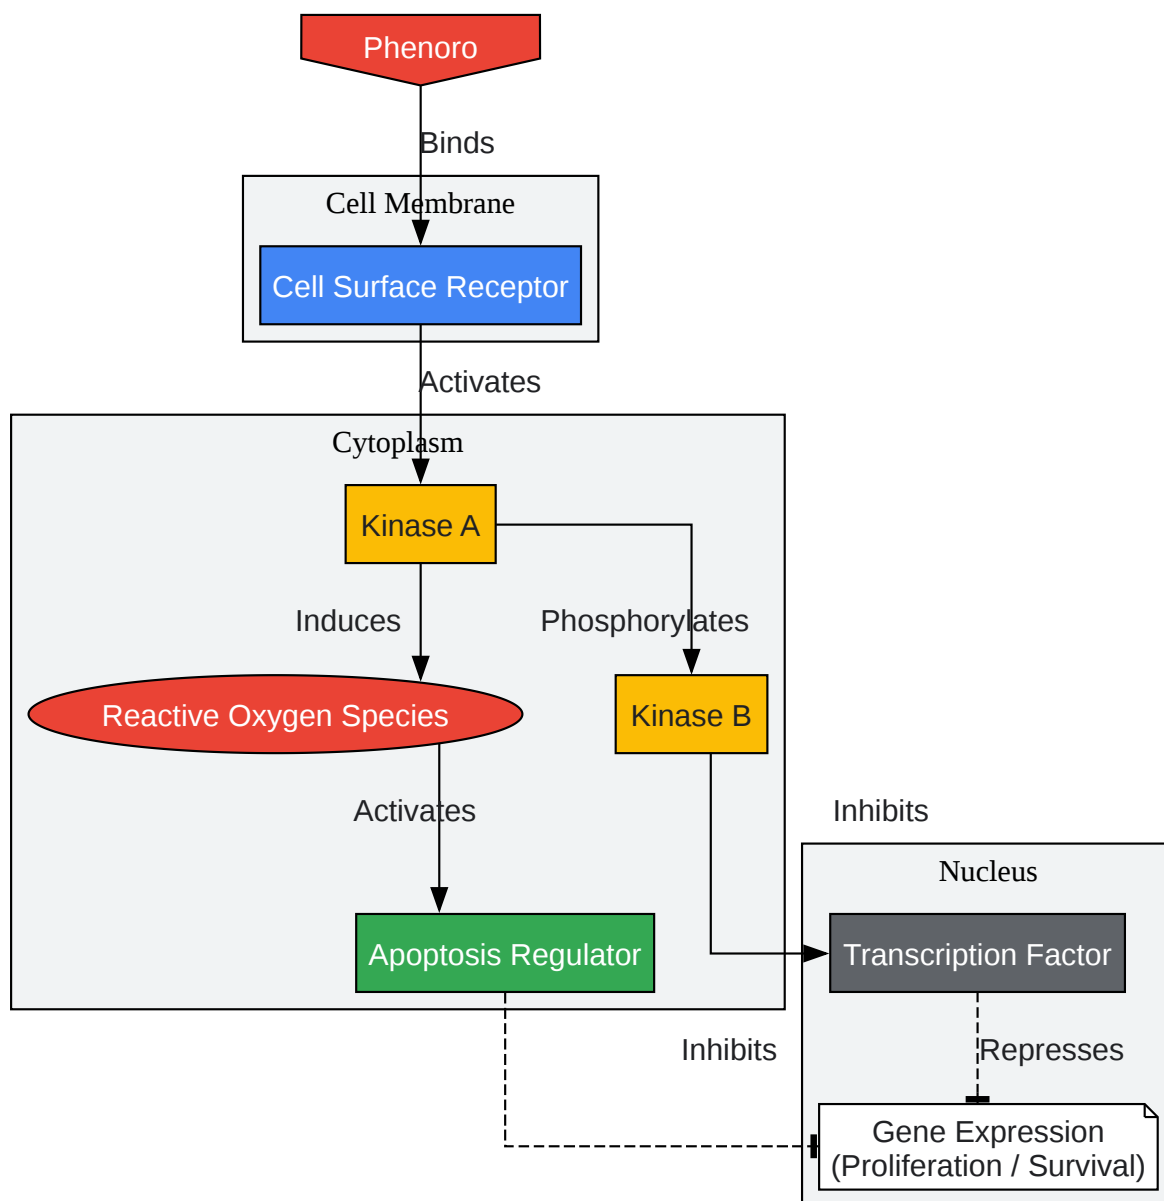 Phenoro
Binds
Cell Membrane
Cell Surface Receptor
Activates
Cytoplasm
Kinase A
Induces
Phosphorylates
Reactive Oxygen Species
Kinase B
Activates
Inhibits
Nucleus
Apoptosis Regulator
Transcription Factor
Inhibits
Represses
Gene Expression
(Proliferation / Survival)